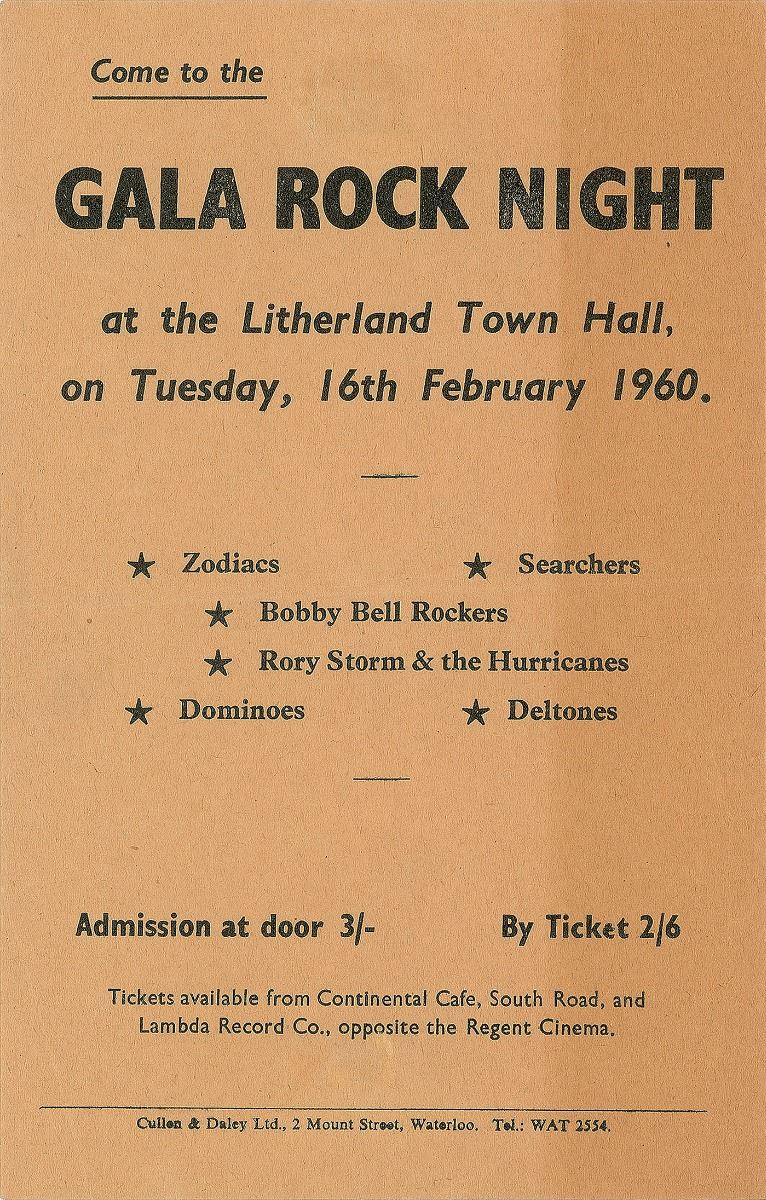 Come to the
GALA ROCK NIGHT
at the Litherland Town Hall,
on Tuesday, 16th February 1960.
★ Zodiacs ★ Searchers
★ Bobby Bell Rockers
★ Rory Storm & the Hurricanes
★ Dominoes ★ Deltones
Admission at door 3/- By Ticket 2/6
Tickets available from Continental Cafe, South Road, and
Lambda Record Co., opposite the Regent Cinema.
Cullen & Daley Ltd., 2 Mount Street, Waterloo. Tel.: WAT 2554.